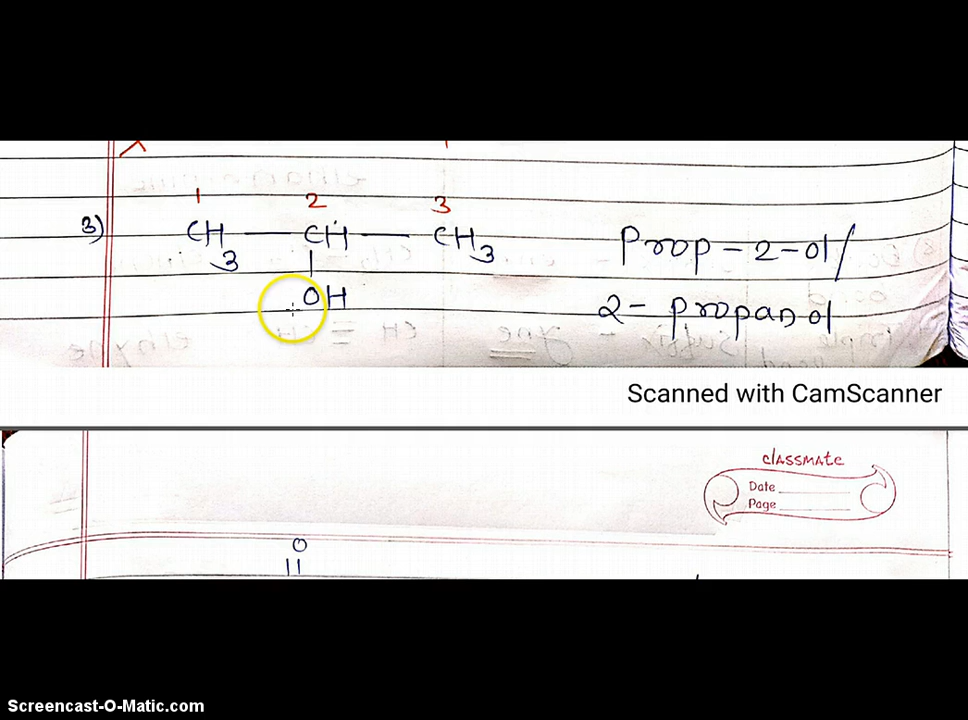 1 2 3
3) CH3 — CH — CH3
|
OH
Prop-2-ol/
2-propanol
Scanned with CamScanner
classmate
Date
Page
O
||
Screencast-O-Matic.com